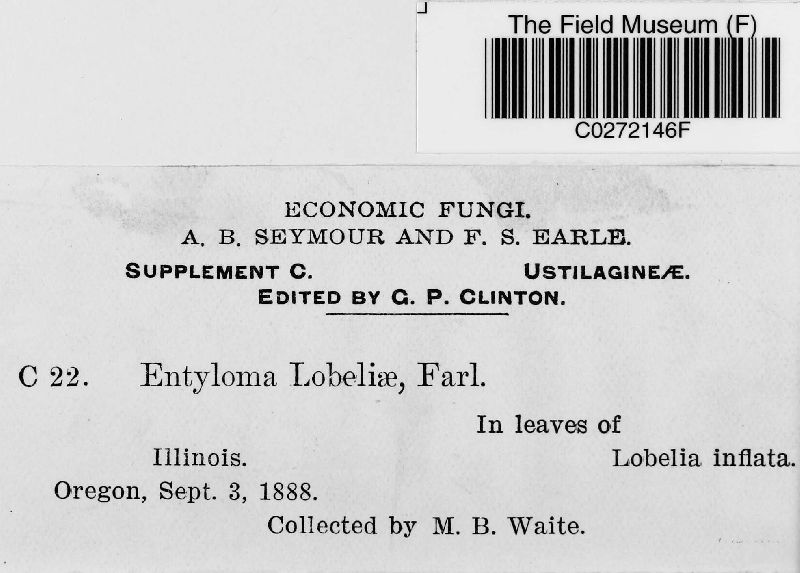 The Field Museum (F)
C0272146F
ECONOMIC FUNGI.
A. B. SEYMOUR AND F. S. EARLE.
SUPPLEMENT C. USTILAGINEÆ.
EDITED BY G. P. CLINTON.
C 22. Entyloma Lobeliæ, Farl.
In leaves of
Illinois. Lobelia inflata.
Oregon, Sept. 3, 1888.
Collected by M. B. Waite.